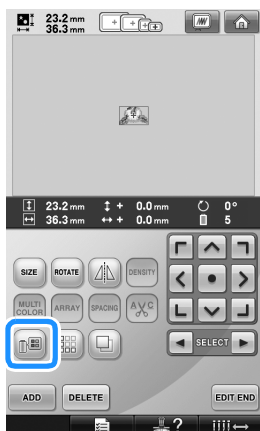 23.2 mm
36.3 mm
23.2 mm + 0.0 mm 0°
36.3 mm + 0.0 mm 5
SIZE ROTATE DENSITY
MULTI COLOR ARRAY SPACING A C
SELECT
ADD DELETE EDIT END
?